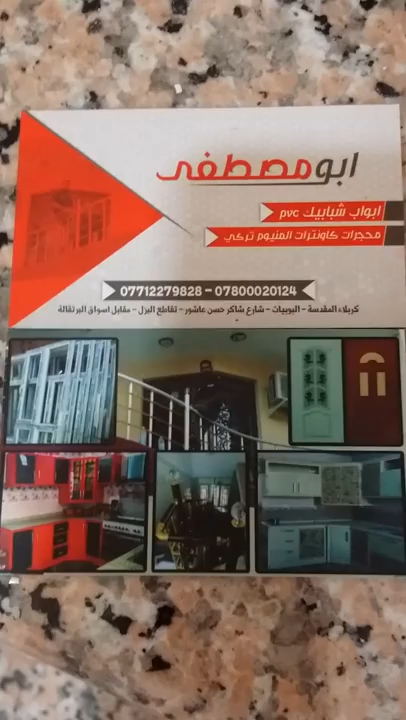 ابو مصطفى
ابواب شبابيك pvc
محجرات كاونترات المنيوم تركي
07712279828 - 07800020124
كربلاء المقدسة - البوبيات - شارع شاكر حسن عاشور - تقاطع البزل - مقابل اسواق البرتقالة